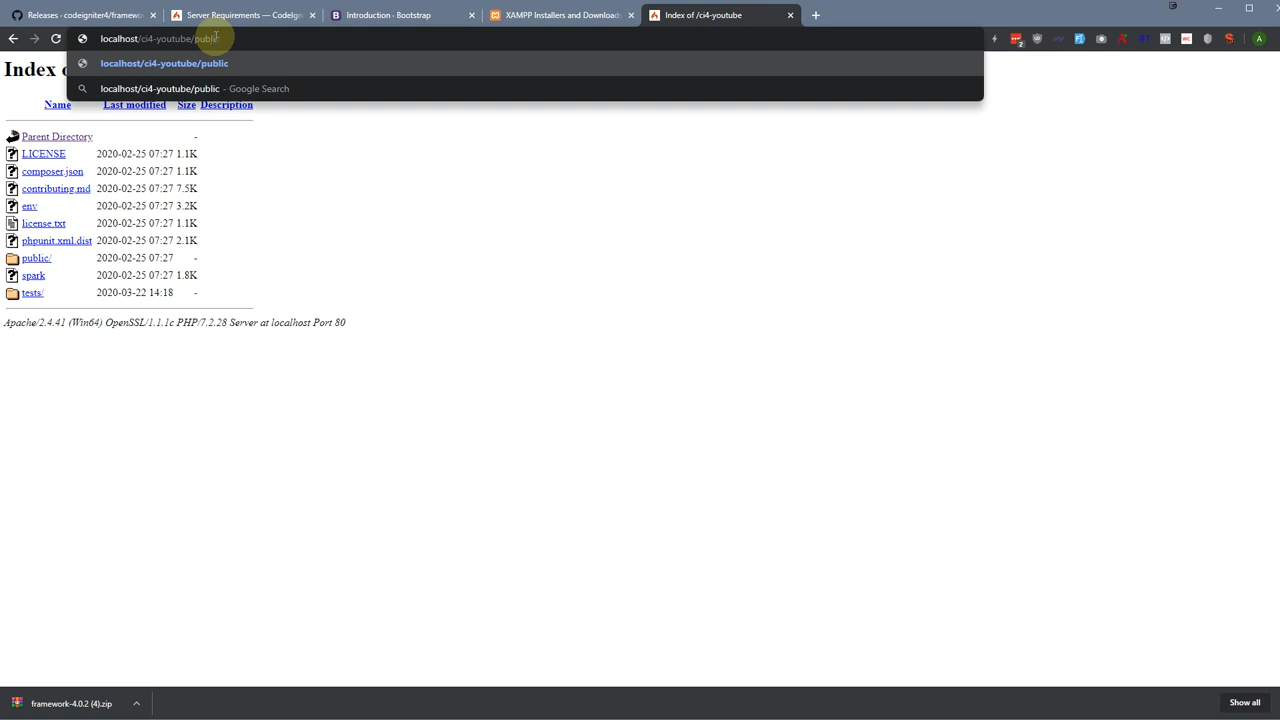 Releases · codeigniter4/framewo
Server Requirements — CodeIgn
Introduction · Bootstrap
XAMPP Installers and Downloads
Index of /ci4-youtube
localhost/ci4-youtube/public
localhost/ci4-youtube/public
localhost/ci4-youtube/public - Google Search
Index o
Name Last modified Size Description
Parent Directory -
LICENSE 2020-02-25 07:27 1.1K
composer.json 2020-02-25 07:27 1.1K
contributing.md 2020-02-25 07:27 7.5K
env 2020-02-25 07:27 3.2K
license.txt 2020-02-25 07:27 1.1K
phpunit.xml.dist 2020-02-25 07:27 2.1K
public/ 2020-02-25 07:27 -
spark 2020-02-25 07:27 1.8K
tests/ 2020-03-22 14:18 -
Apache/2.4.41 (Win64) OpenSSL/1.1.1c PHP/7.2.28 Server at localhost Port 80
framework-4.0.2 (4).zip
Show all